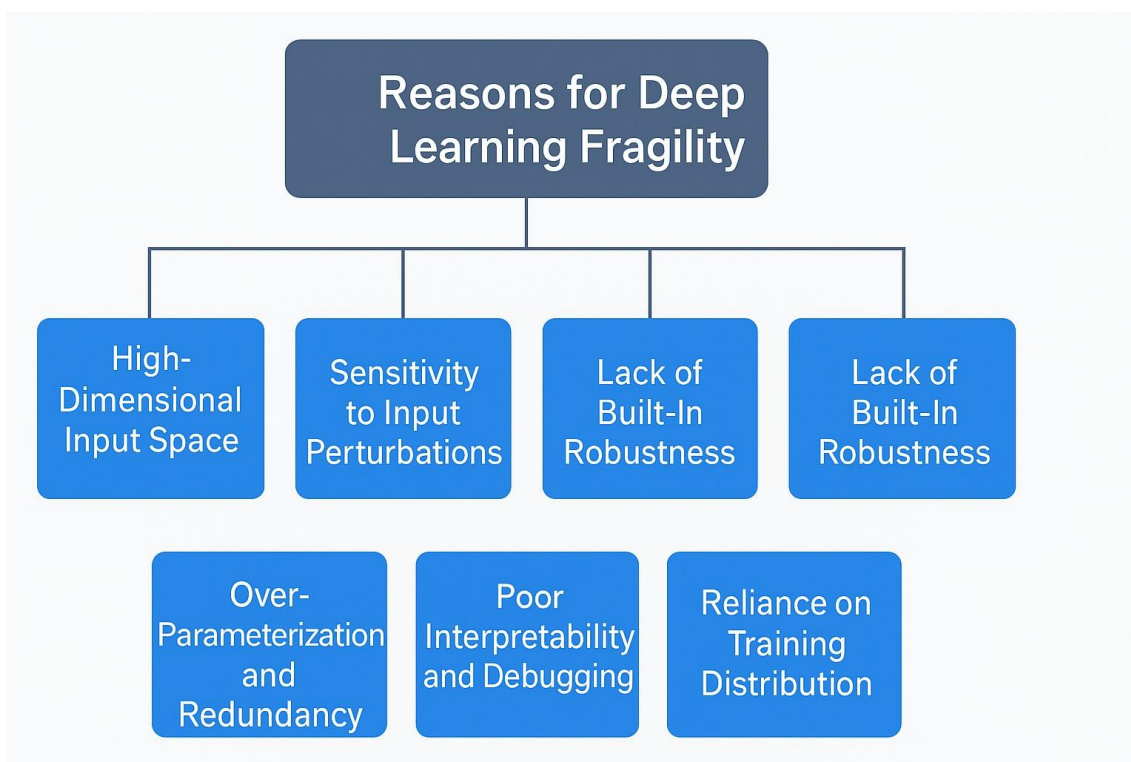 Reasons for Deep
Learning Fragility
High-
Dimensional
Input Space
Sensitivity
to Input
Perturbations
Lack of
Built-In
Robustness
Lack of
Built-In
Robustness
Over-
Parameterization
and
Redundancy
Poor
Interpretability
and Debugging
Reliance on
Training
Distribution